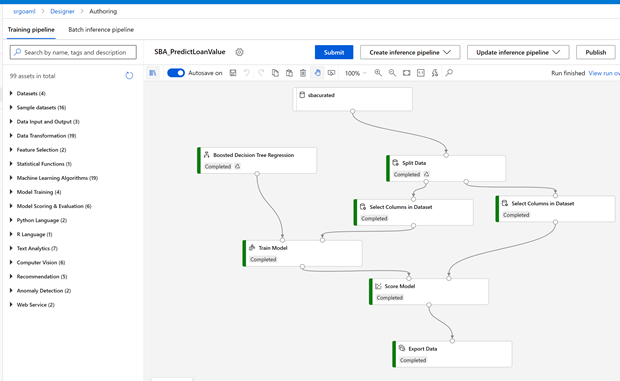 srgoaml > Designer > Authoring
Training pipeline Batch inference pipeline
Search by name, tags and description
SBA_PredictLoanValue
Submit
Create inference pipeline
Update inference pipeline
Publish
99 assets in total
Autosave on
100%
Run finished View run ov
Datasets (4)
Sample datasets (16)
Data Input and Output (3)
Data Transformation (19)
Feature Selection (2)
Statistical Functions (1)
Machine Learning Algorithms (19)
Model Training (4)
Model Scoring & Evaluation (6)
Python Language (2)
R Language (1)
Text Analytics (7)
Computer Vision (6)
Recommendation (5)
Anomaly Detection (2)
Web Service (2)
sbacurated
Boosted Decision Tree Regression
Completed
Split Data
Completed
Select Columns in Dataset
Completed
Select Columns in Dataset
Completed
Train Model
Completed
Score Model
Completed
Export Data
Completed